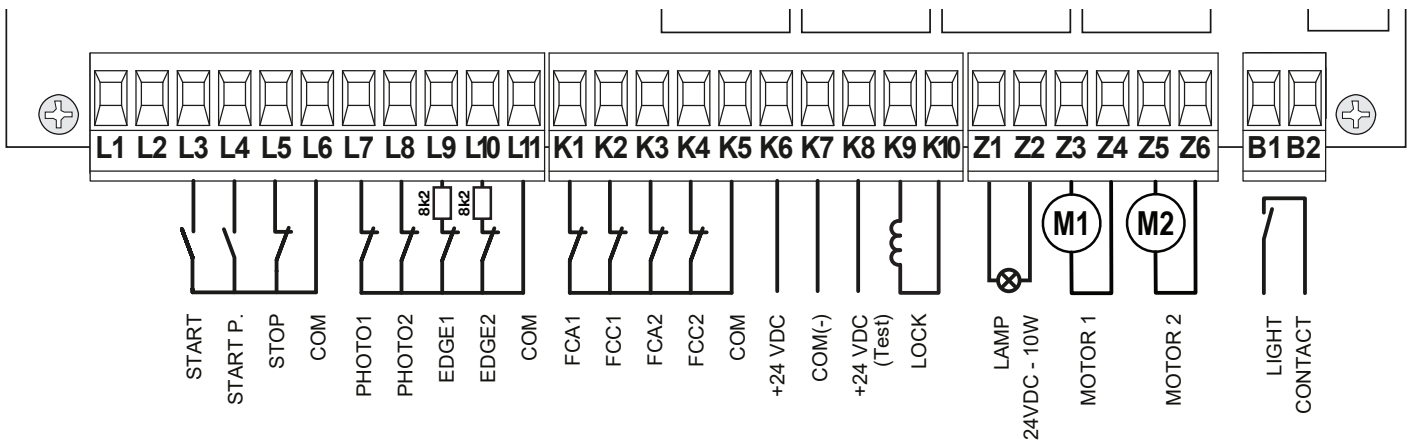 L1 L2 L3 L4 L5 L6 L7 L8 L9 L10 L11 K1 K2 K3 K4 K5 K6 K7 K8 K9 K10 Z1 Z2 Z3 Z4 Z5 Z6 B1 B2
8k2 8k2
M1 M2
START
START P.
STOP
COM
PHOTO1
PHOTO2
EDGE1
EDGE2
COM
FCA1
FCC1
FCA2
FCC2
COM
+24 VDC
COM(-)
+24 VDC
(Test)
LOCK
LAMP
24VDC - 10W
MOTOR 1
MOTOR 2
LIGHT
CONTACT